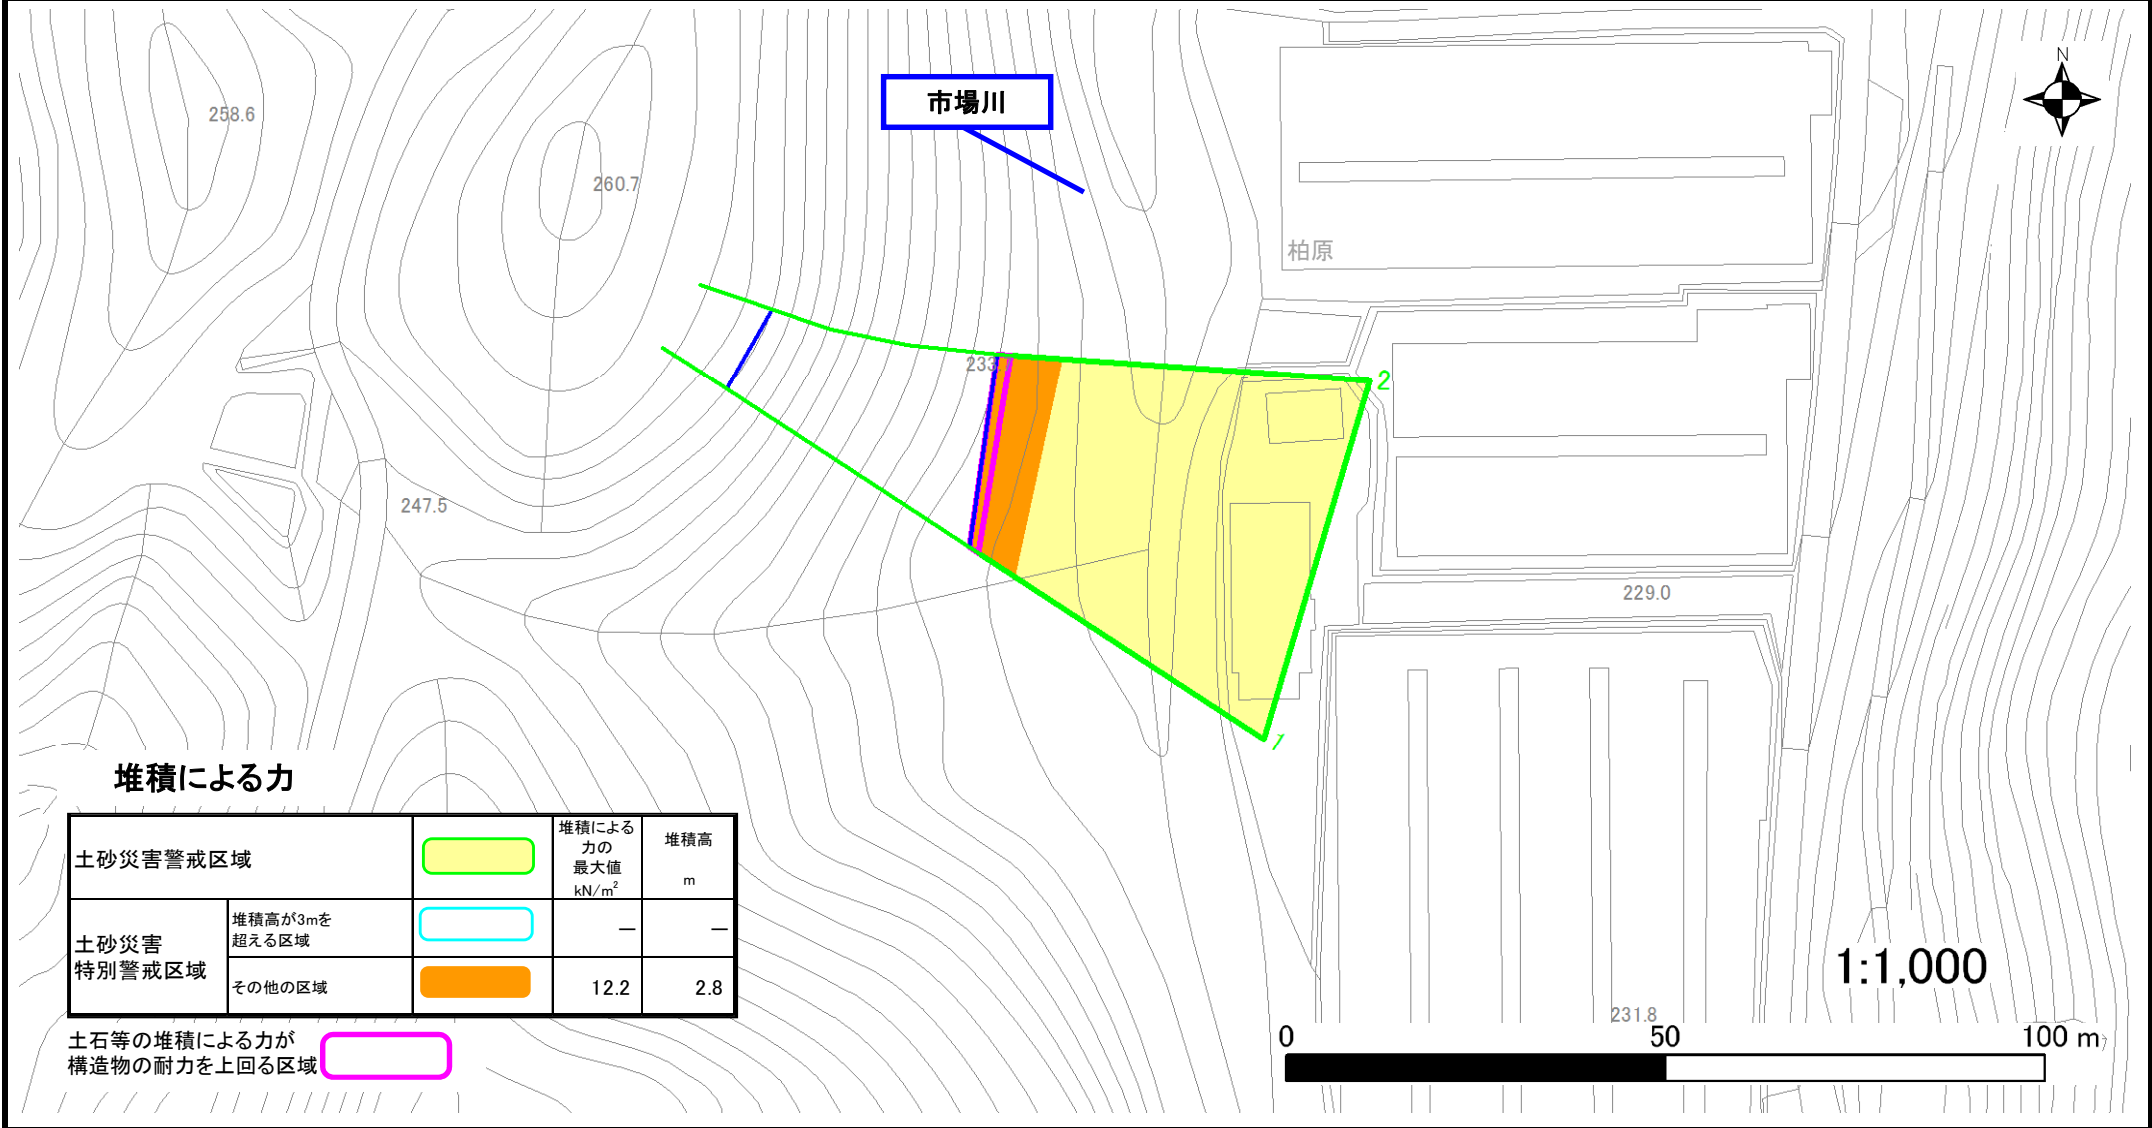 N
258.6
市場川
260.7
柏原
233.
2
247.5
229.0
1
堆積による力
堆積による
力の
最大値
kN/m²
堆積高
m
土砂災害警戒区域
土砂災害
特別警戒区域
堆積高が3mを
超える区域
—
—
その他の区域
12.2
2.8
土石等の堆積による力が
構造物の耐力を上回る区域
1:1,000
231.8
0
50
100 m